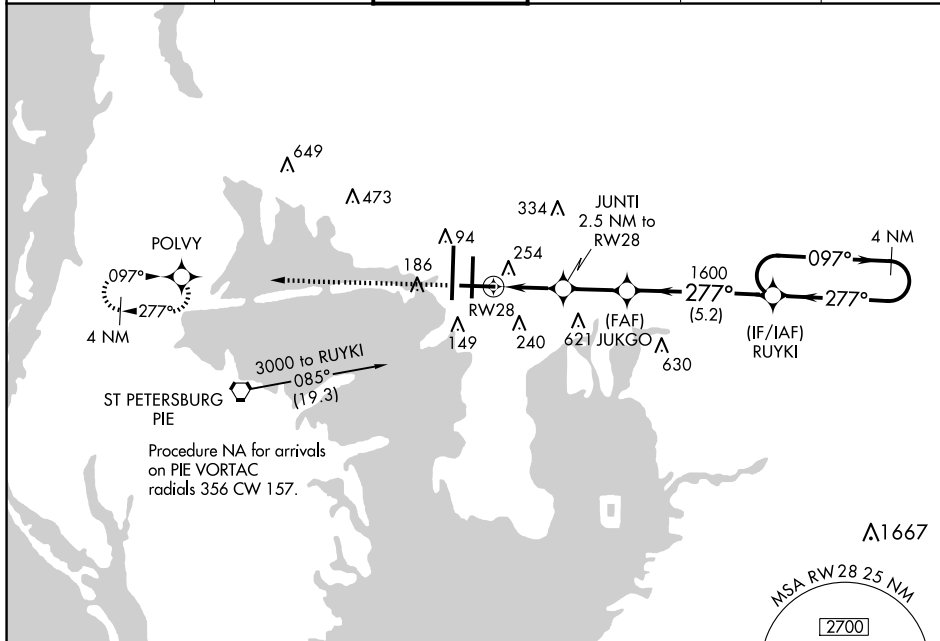 649
473
334
JUNTI
2.5 NM to
RW28
POLVY
94
254
4 NM
097°
186
1600
097°
277°
RW28
277°
277°
(5.2)
4 NM
149
240
621
(FAF)
JUKGO
630
(IF/IAF)
RUYKI
3000 to RUYKI
085°
(19.3)
ST PETERSBURG
PIE
Procedure NA for arrivals
on PIE VORTAC
radials 356 CW 157.
1667
MSA RW28 25 NM
2700